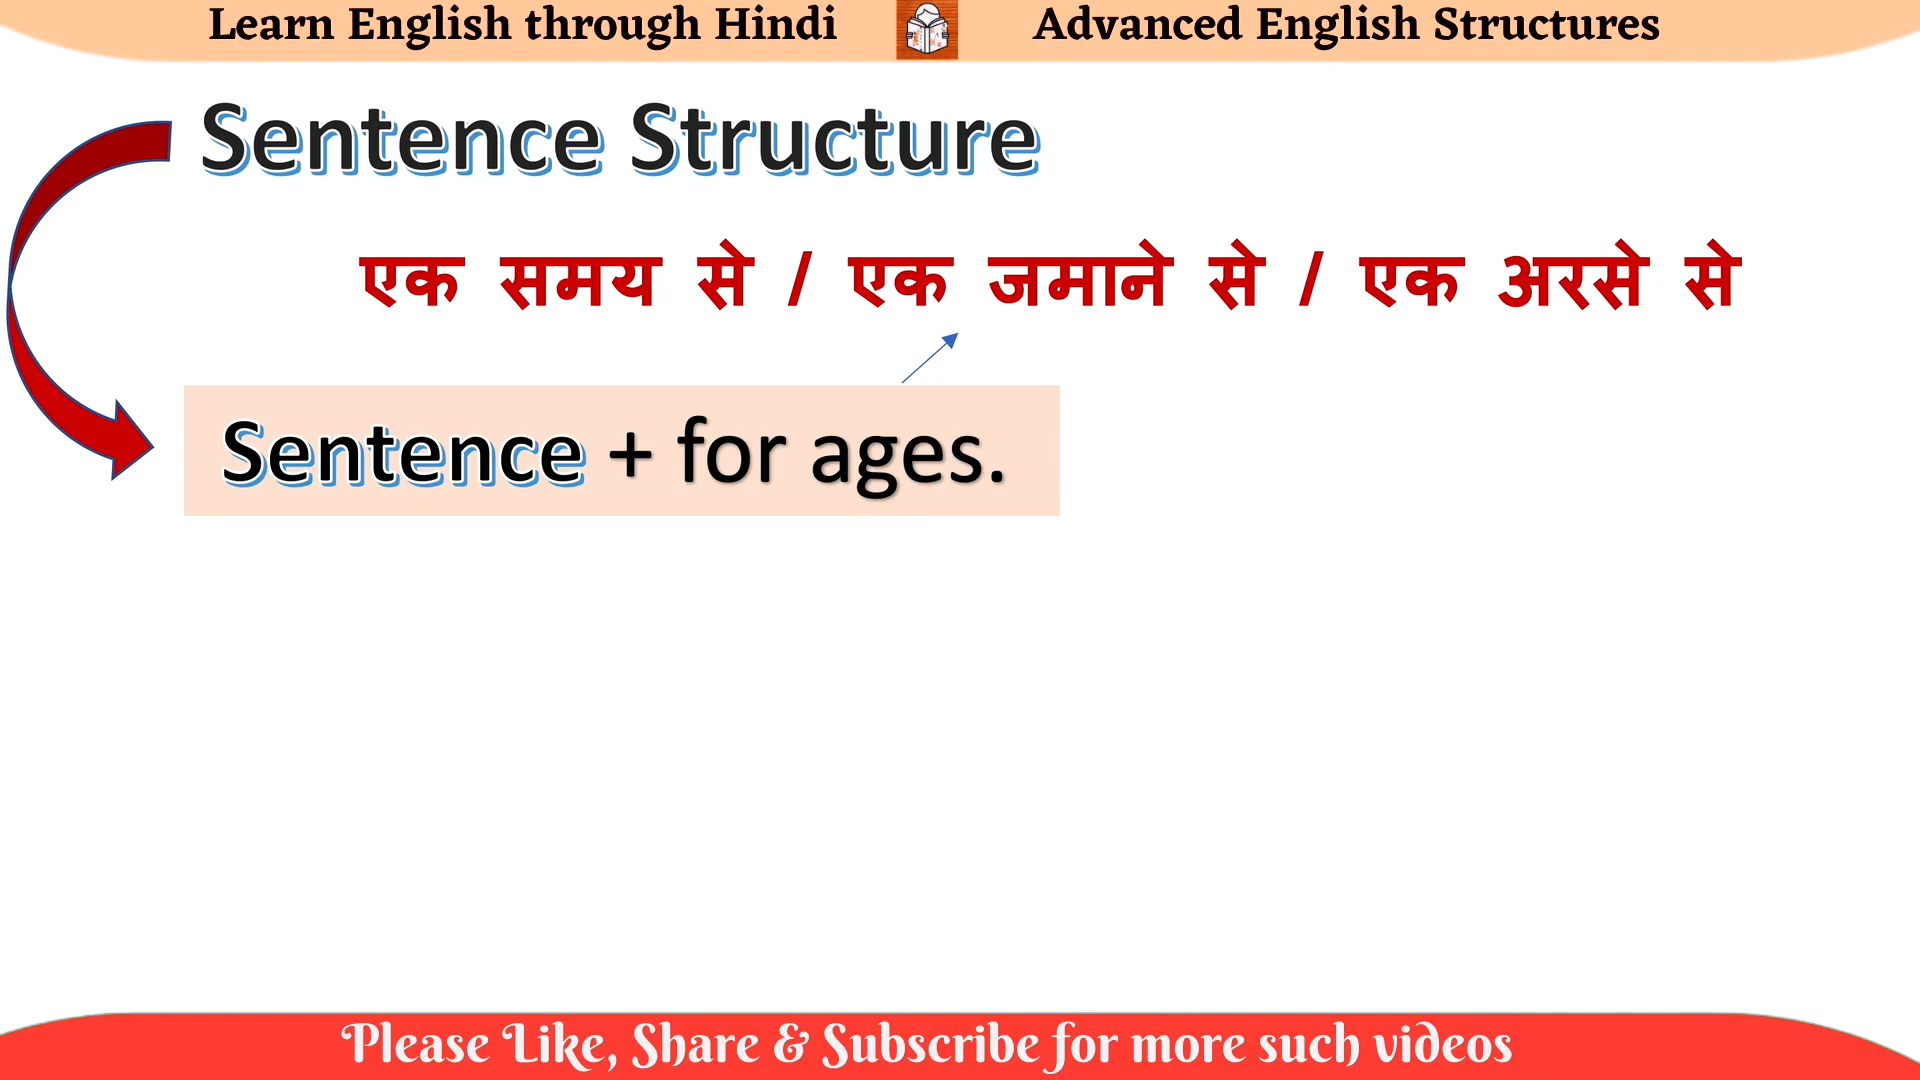 Learn English through Hindi Advanced English Structures
Sentence Structure
एक समय से / एक जमाने से / एक अरसे से
Sentence + for ages.
Please Like, Share & Subscribe for more such videos